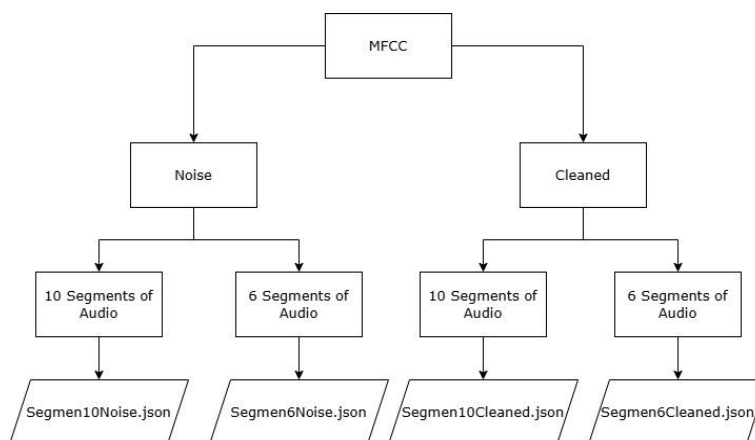 MFCC
Noise
Cleaned
10 Segments of
Audio
6 Segments of
Audio
10 Segments of
Audio
6 Segments of
Audio
Segmen10Noise.json
Segmen6Noise.json
Segmen10Cleaned.json
Segmen6Cleaned.json